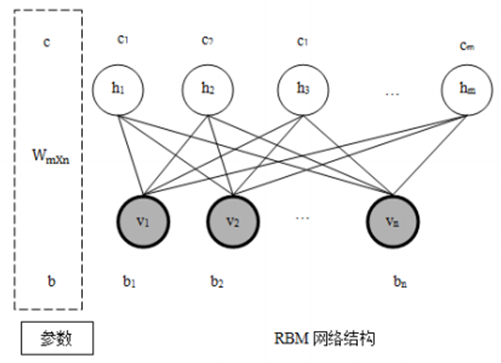 c c1 c2 c1 cm
h1 h2 h3 … hm
WmXn
v1 v2 … vn
b b1 b2 bn
参数 RBM 网络结构